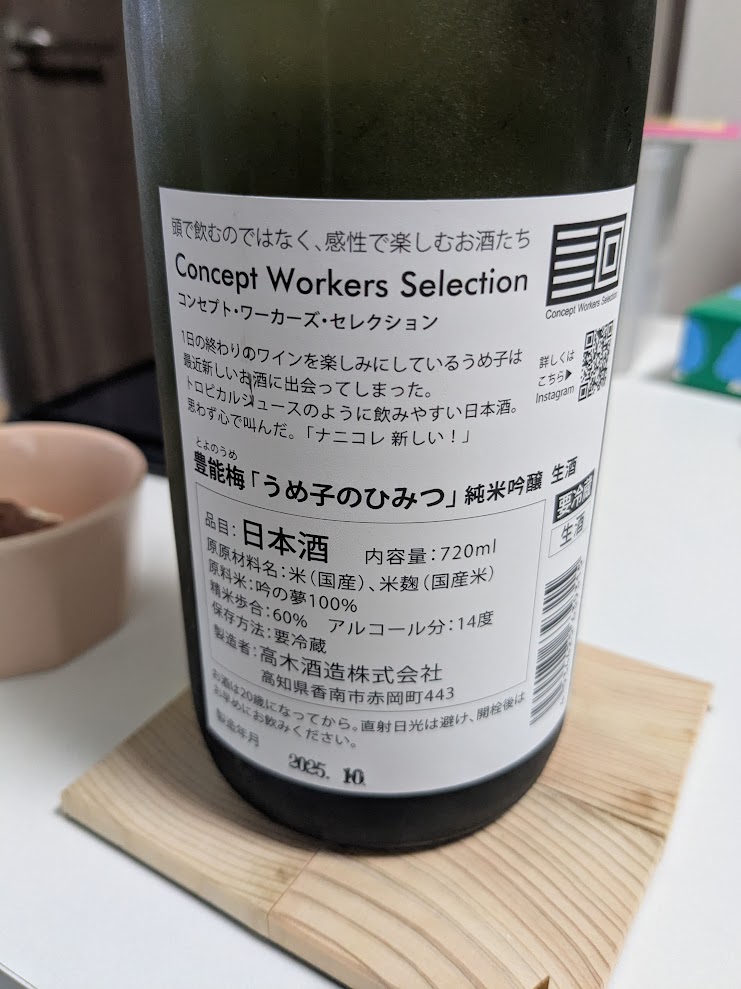 頭で飲むのではなく、感性で楽しむお酒たち
Concept Workers Selection
コンセプト・ワーカーズ・セレクション
Concept Workers Selection
1日の終わりのワインを楽しみにしているうめ子は
最近新しいお酒に出会ってしまった。
トロピカルジュースのように飲みやすい日本酒。
思わず心で叫んだ。「ナニコレ 新しい！」
詳しくは
こちら▶
Instagram
とよのうめ
豊能梅「うめ子のひみつ」純米吟醸 生酒
要冷蔵
生酒
品目：日本酒 内容量：720ml
原原材料名：米（国産）、米麹（国産米）
原料米：吟の夢100%
精米歩合：60% アルコール分：14度
保存方法：要冷蔵
製造者：高木酒造株式会社
高知県香南市赤岡町443
お酒は20歳になってから。直射日光は避け、開栓後は
お早めにお飲みください。
製造年月
2025. 10.